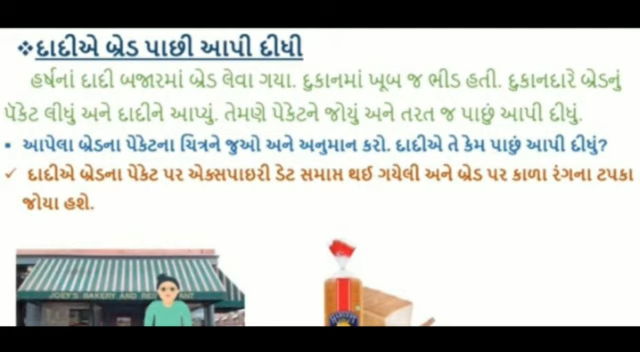 ❖દાદીએ બ્રેડ પાછી આપી દીધી
હર્ષનાં દાદી બજારમાં બ્રેડ લેવા ગયા. દુકાનમાં ખૂબ જ ભીડ હતી. દુકાનદારે બ્રેડનું
પૅકેટ લીધું અને દાદીને આપ્યું. તેમણે પેકેટને જોયું અને તરત જ પાછું આપી દીધું.
▪ આપેલા બ્રેડના પેકેટના ચિત્રને જુઓ અને અનુમાન કરો. દાદીએ તે કેમ પાછું આપી દીધું?
✓ દાદીએ બ્રેડના પેકેટ પર એક્સપાઇરી ડેટ સમાપ્ત થઈ ગયેલી અને બ્રેડ પર કાળા રંગના ટપકા
જોયા હશે.
JOEY'S BAKERY AND